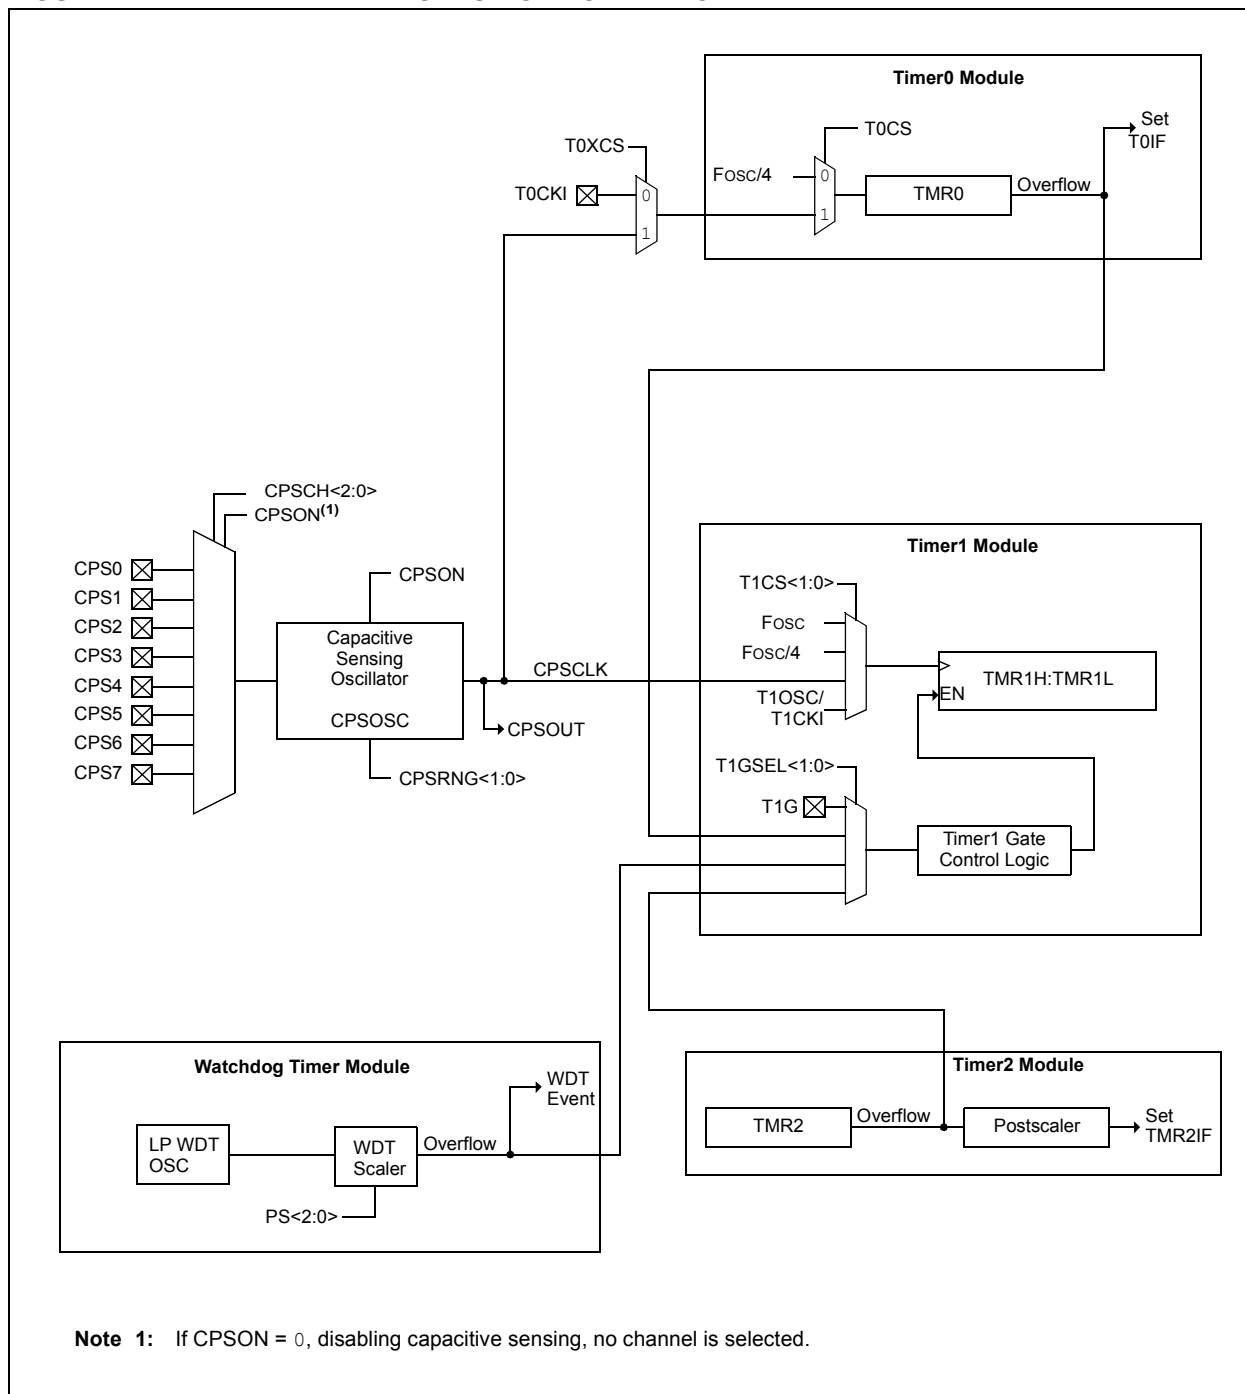 Timer0 Module
Set
T0IF
T0CS
T0XCS
FOSC/4
0
T0CKI
0
TMR0
Overflow
1
1
CPSCH<2:0>
CPSON(1)
Timer1 Module
CPS0
CPS1
CPS2
CPS3
CPS4
CPS5
CPS6
CPS7
CPSON
Capacitive
Sensing
Oscillator
CPSOSC
CPSRNG<1:0>
CPSCLK
CPSOUT
T1CS<1:0>
FOSC
FOSC/4
T1OSC/
T1CKI
TMR1H:TMR1L
EN
T1GSEL<1:0>
T1G
Timer1 Gate
Control Logic
Watchdog Timer Module
WDT
Event
LP WDT
OSC
WDT
Scaler
Overflow
PS<2:0>
Timer2 Module
TMR2
Overflow
Postscaler
Set
TMR2IF
Note 1: If CPSON = 0, disabling capacitive sensing, no channel is selected.